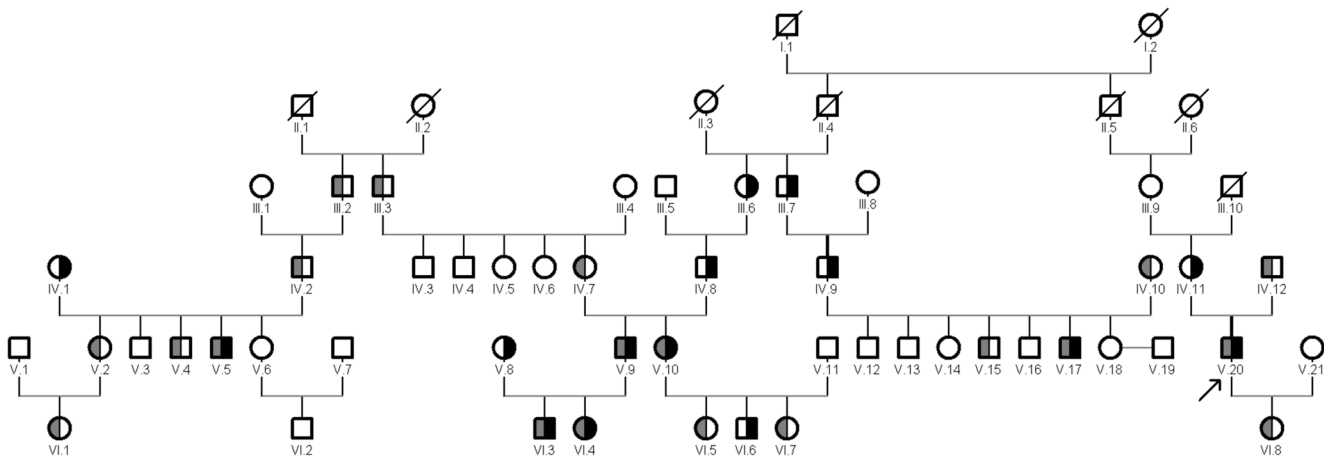 I.1 I.2
II.1 II.2 II.3 II.4 II.5 II.6
III.1 III.2 III.3 III.4 III.5 III.6 III.7 III.8 III.9 III.10
IV.1 IV.2 IV.3 IV.4 IV.5 IV.6 IV.7 IV.8 IV.9 IV.10 IV.11 IV.12
V.1 V.2 V.3 V.4 V.5 V.6 V.7 V.8 V.9 V.10 V.11 V.12 V.13 V.14 V.15 V.16 V.17 V.18 V.19 V.20 V.21
VI.1 VI.2 VI.3 VI.4 VI.5 VI.6 VI.7 VI.8